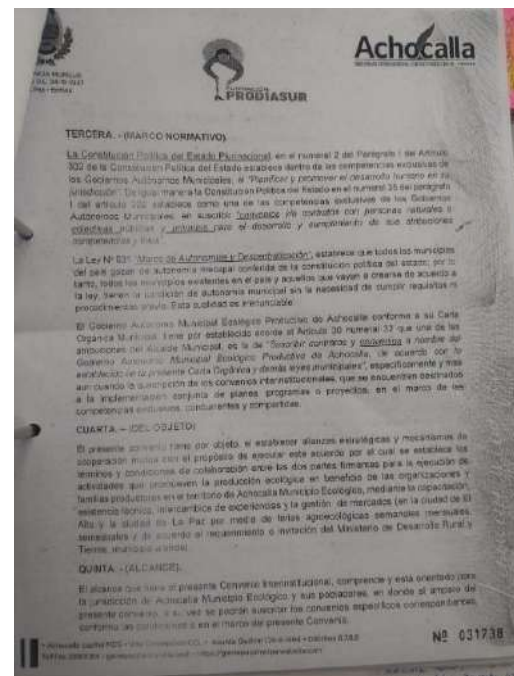 Achocalla
FUNDACIÓN
PRODIASUR
TERCERA. - (MARCO NORMATIVO).
La Constitución Política del Estado Plurinacional, en el numeral 2 del Parágrafo I del Artículo
302 de la Constitución Política del Estado establece dentro de las competencias exclusivas de
los Gobiernos Autónomos Municipales, el "Planificar y promover el desarrollo humano en su
jurisdicción". De igual manera la Constitución Política del Estado en el numeral 35 del parágrafo
I del artículo 302 establece como una de las competencias exclusivas de los Gobiernos
Autónomos Municipales, en suscribir "convenios y/o contratos con personas naturales o
colectivas públicas y privadas para el desarrollo y cumplimiento de sus atribuciones
competencias y fines".
La Ley Nº 031 "Marco de Autonomías y Descentralización", establece que todos los municipios
del país gozan de autonomía municipal conferida de la constitución política del estado; por lo
tanto, todos los municipios existentes en el país y aquellos que vayan a crearse de acuerdo a
la ley, tienen la condición de autonomía municipal sin la necesidad de cumplir requisitos ni
procedimientos previo. Esta cualidad es irrenunciable.
El Gobierno Autónomo Municipal Ecológico Productivo de Achocalla conforme a su Carta
Orgánica Municipal, tiene por establecido acorde al Artículo 30 numeral 33 que una de las
atribuciones del Alcalde Municipal, es la de "Suscribir contratos y convenios a nombre del
Gobierno Autónomo Municipal Ecológico Productivo de Achocalla, de acuerdo con lo
establecido en la presente Carta Orgánica y demás leyes municipales", específicamente y más
aún cuando la suscripción de los convenios interinstitucionales, que se encuentran destinados
a la implementación conjunta de planes, programas o proyectos, en el marco de las
competencias exclusivas, concurrentes y compartidas.
CUARTA. – (DEL OBJETO)
El presente convenio tiene por objeto, el establecer alianzas estratégicas y mecanismos de
cooperación mutua con el propósito de ejecutar este acuerdo por el cual se establece los
términos y condiciones de colaboración entre los dos partes firmantes para la ejecución de
actividades que promueven la producción ecológica en beneficio de las organizaciones y
familias productoras en el territorio de Achocalla Municipio Ecológico, mediante la capacitación,
asistencia técnica, intercambios de experiencias y la gestión de mercados (en la ciudad de El
Alto y la ciudad de La Paz por medio de ferias agroecológicas semanales mensuales,
semestrales y de acuerdo al requerimiento o invitación del Ministerio de Desarrollo Rural y
Tierras, municipio u otros)
QUINTA. – (ALCANCE).
El alcance que tiene el presente Convenio Interinstitucional, comprende y está orientado para
la jurisdicción de Achocalla Municipio Ecológico y sus pobladores, en donde al amparo del
presente convenio, a su vez se podrán suscribir los convenios específicos correspondientes,
conforme las condiciones o en el marco del presente Convenio.
Nº 031738